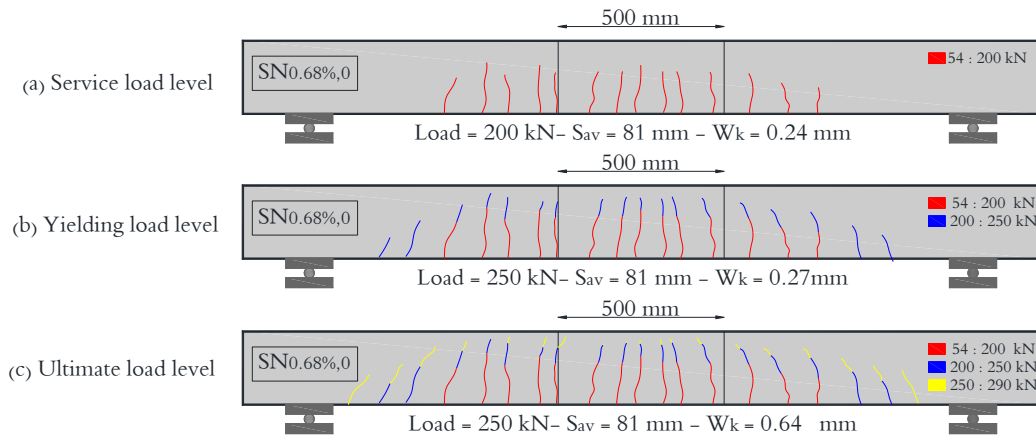 500 mm
(a) Service load level
SN0.68%,0
54 : 200 kN
Load = 200 kN- Sav = 81 mm - Wk = 0.24 mm
500 mm
(b) Yielding load level
SN0.68%,0
54 : 200 kN
200 : 250 kN
Load = 250 kN- Sav = 81 mm - Wk = 0.27mm
500 mm
(c) Ultimate load level
SN0.68%,0
54 : 200 kN
200 : 250 kN
250 : 290 kN
Load = 250 kN- Sav = 81 mm - Wk = 0.64 mm